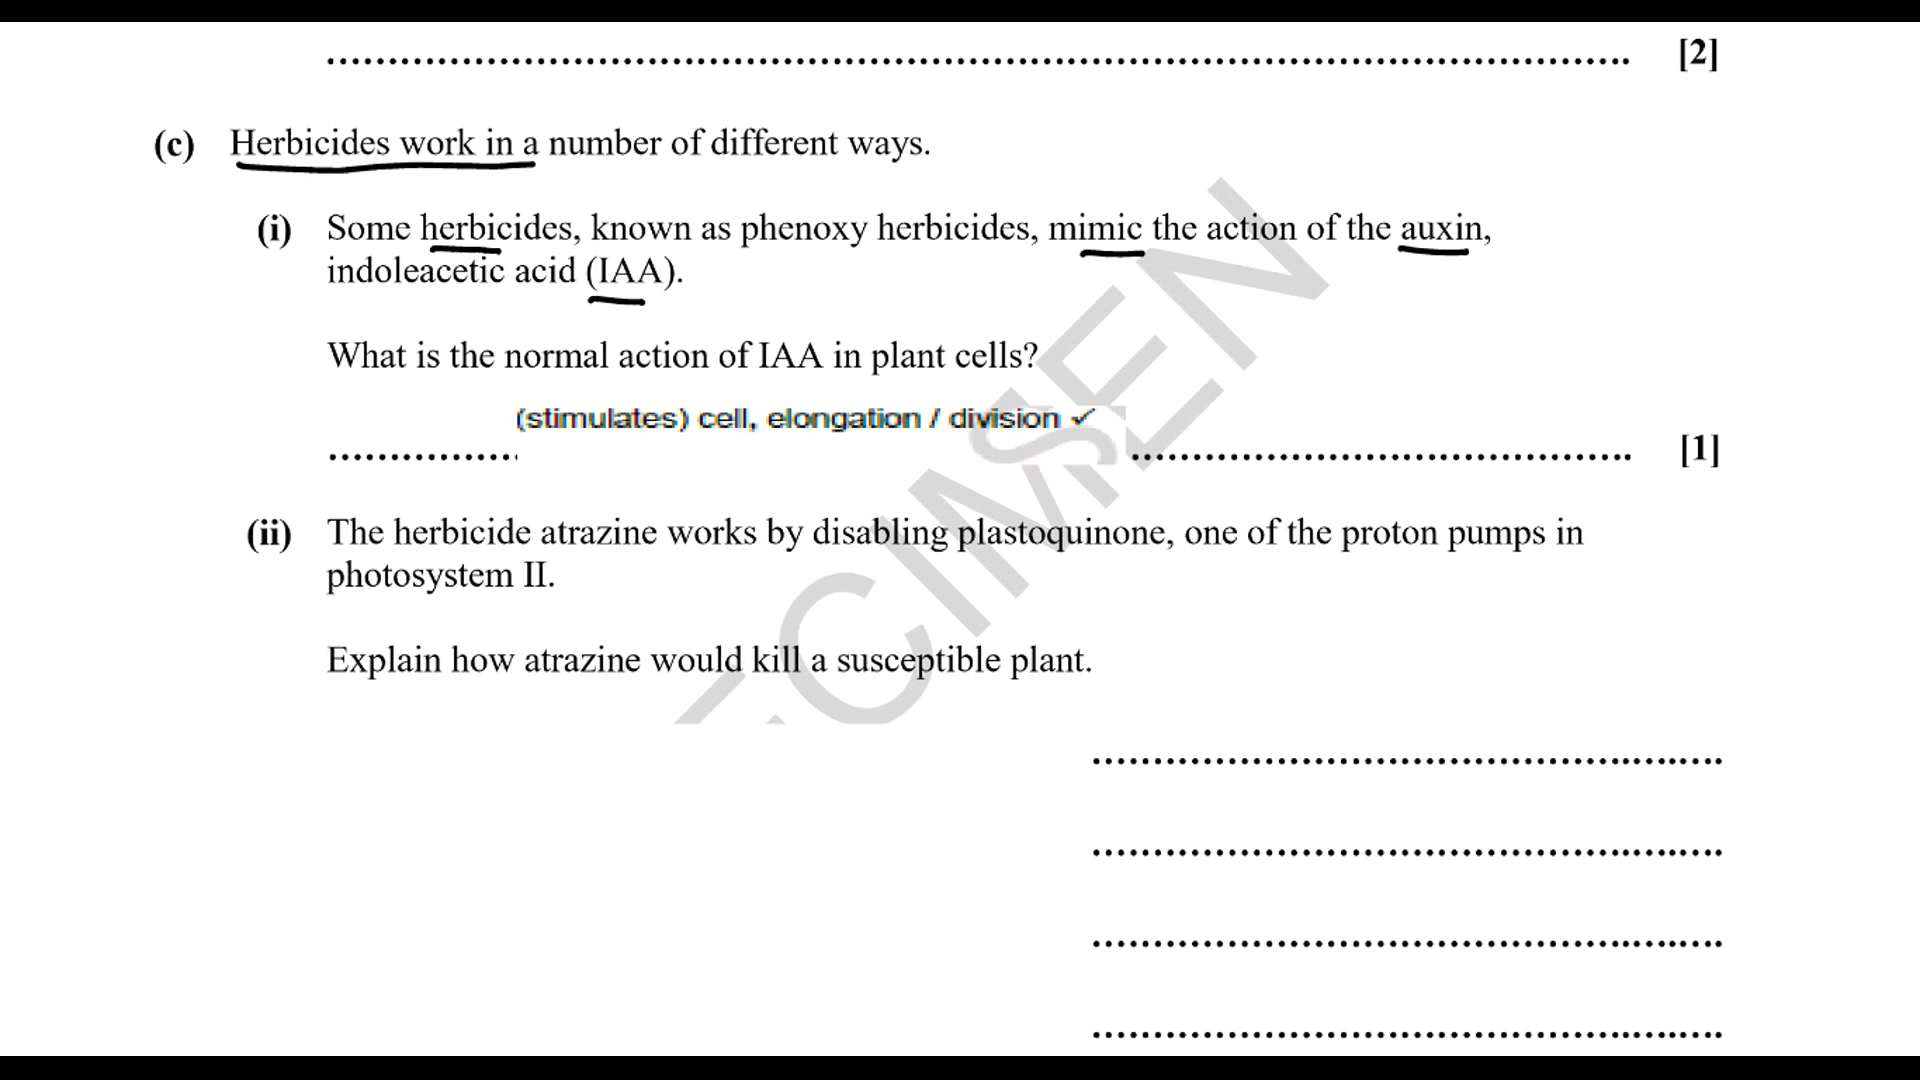 [2]
(c) Herbicides work in a number of different ways.
(i) Some herbicides, known as phenoxy herbicides, mimic the action of the auxin,
indoleacetic acid (IAA).
What is the normal action of IAA in plant cells?
(stimulates) cell, elongation / division ✓
[1]
(ii) The herbicide atrazine works by disabling plastoquinone, one of the proton pumps in
photosystem II.
Explain how atrazine would kill a susceptible plant.